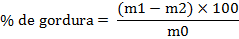 % de gordura = (m1 − m2) × 100
m0